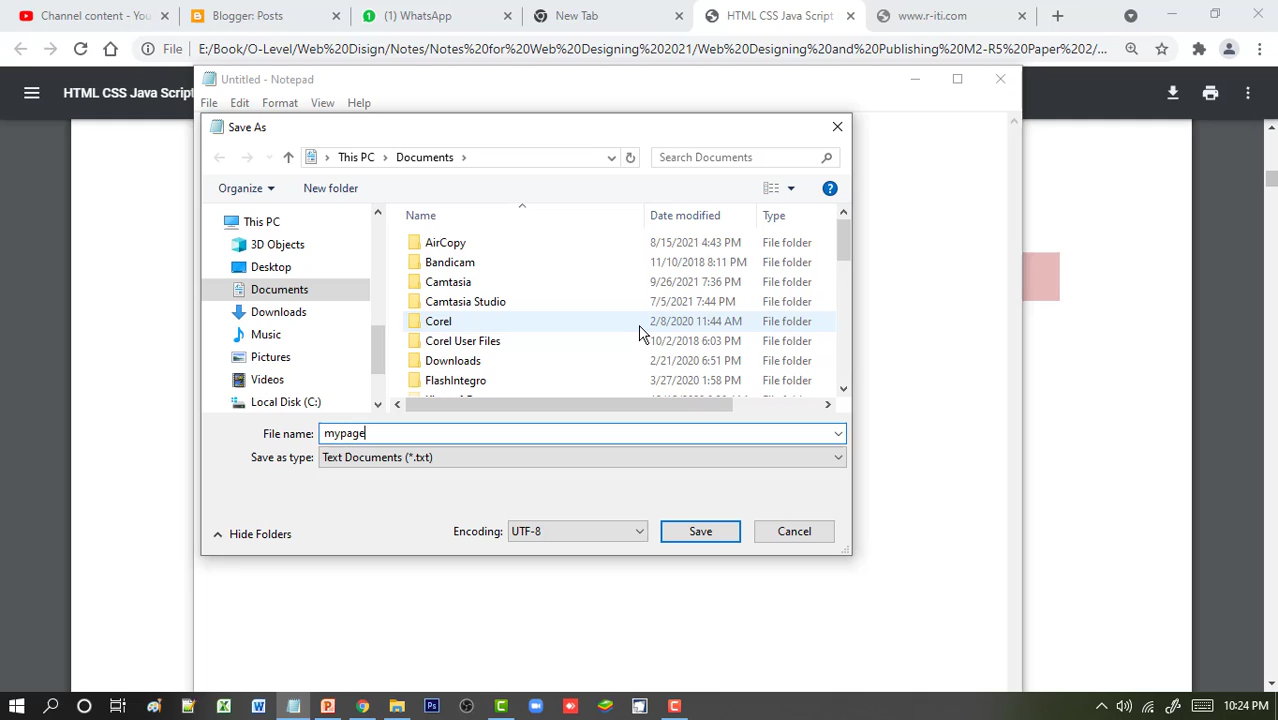 Channel content - You
Blogger: Posts
(1) WhatsApp
New Tab
HTML CSS Java Script
www.r-iti.com
File
E:/Book/O-Level/Web%20Disign/Notes/Notes%20for%20Web%20Designing%202021/Web%20Designing%20and%20Publishing%20M2-R5%20Paper%202/...
HTML CSS Java Script
Untitled - Notepad
File Edit Format View Help
Save As
This PC > Documents >
Search Documents
Organize
New folder
Name
Date modified
Type
This PC
3D Objects
Desktop
Documents
Downloads
Music
Pictures
Videos
Local Disk (C:)
AirCopy 8/15/2021 4:43 PM File folder
Bandicam 11/10/2018 8:11 PM File folder
Camtasia 9/26/2021 7:36 PM File folder
Camtasia Studio 7/5/2021 7:44 PM File folder
Corel 2/8/2020 11:44 AM File folder
Corel User Files 10/2/2018 6:03 PM File folder
Downloads 2/21/2020 6:51 PM File folder
FlashIntegro 3/27/2020 1:58 PM File folder
File name: mypage
Save as type: Text Documents (*.txt)
Hide Folders
Encoding: UTF-8
Save
Cancel
10:24 PM